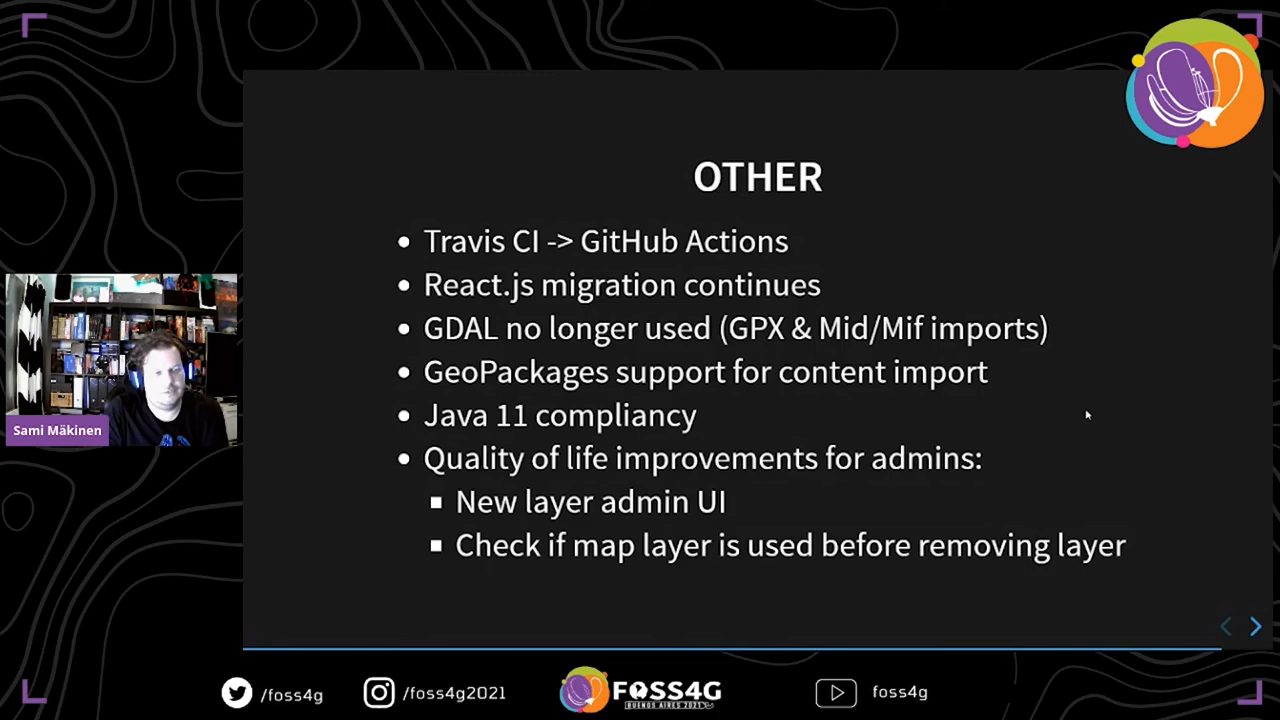 OTHER
Travis CI -> GitHub Actions
React.js migration continues
GDAL no longer used (GPX & Mid/Mif imports)
GeoPackages support for content import
Java 11 compliancy
Quality of life improvements for admins:
New layer admin UI
Check if map layer is used before removing layer
Sami Mäkinen
/foss4g
/foss4g2021
FOSS4G
BUENOS AIRES 2021
foss4g